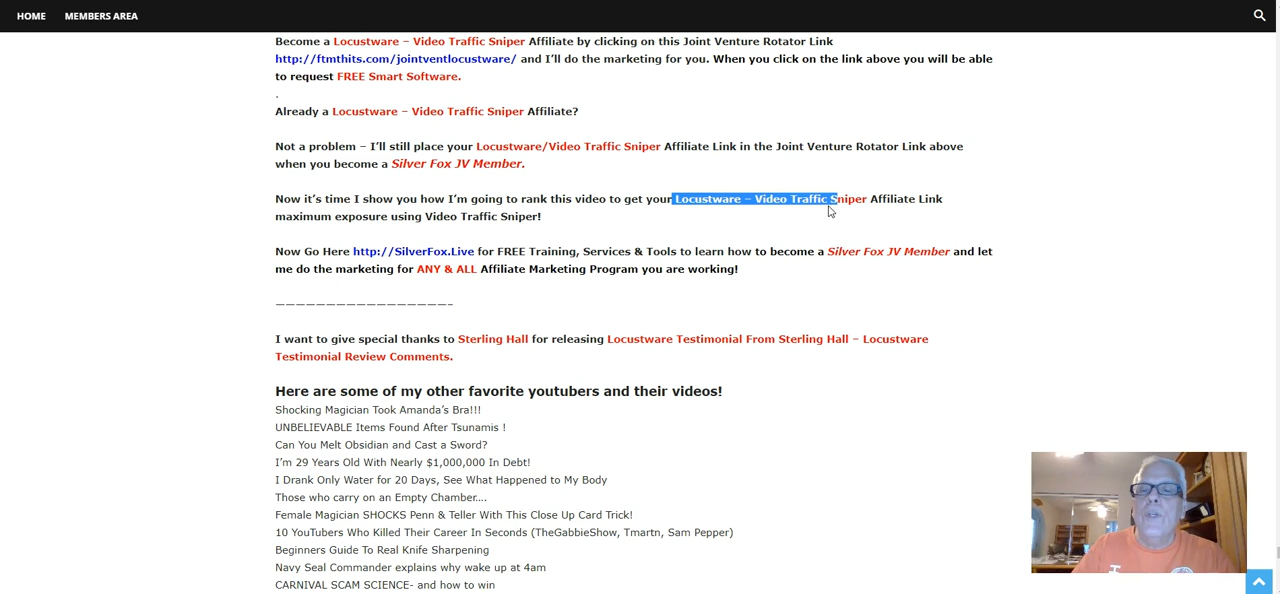 HOME MEMBERS AREA
Become a Locustware – Video Traffic Sniper Affiliate by clicking on this Joint Venture Rotator Link
http://ftmthits.com/jointventlocustware/ and I'll do the marketing for you. When you click on the link above you will be able
to request FREE Smart Software.
.
Already a Locustware – Video Traffic Sniper Affiliate?
Not a problem – I'll still place your Locustware/Video Traffic Sniper Affiliate Link in the Joint Venture Rotator Link above
when you become a Silver Fox JV Member.
Now it's time I show you how I'm going to rank this video to get your Locustware – Video Traffic Sniper Affiliate Link
maximum exposure using Video Traffic Sniper!
Now Go Here http://SilverFox.Live for FREE Training, Services & Tools to learn how to become a Silver Fox JV Member and let
me do the marketing for ANY & ALL Affiliate Marketing Program you are working!
—————————————————–
I want to give special thanks to Sterling Hall for releasing Locustware Testimonial From Sterling Hall – Locustware
Testimonial Review Comments.
Here are some of my other favorite youtubers and their videos!
Shocking Magician Took Amanda's Bra!!!
UNBELIEVABLE Items Found After Tsunamis !
Can You Melt Obsidian and Cast a Sword?
I'm 29 Years Old With Nearly $1,000,000 In Debt!
I Drank Only Water for 20 Days, See What Happened to My Body
Those who carry on an Empty Chamber….
Female Magician SHOCKS Penn & Teller With This Close Up Card Trick!
10 YouTubers Who Killed Their Career In Seconds (TheGabbieShow, Tmartn, Sam Pepper)
Beginners Guide To Real Knife Sharpening
Navy Seal Commander explains why wake up at 4am
CARNIVAL SCAM SCIENCE- and how to win